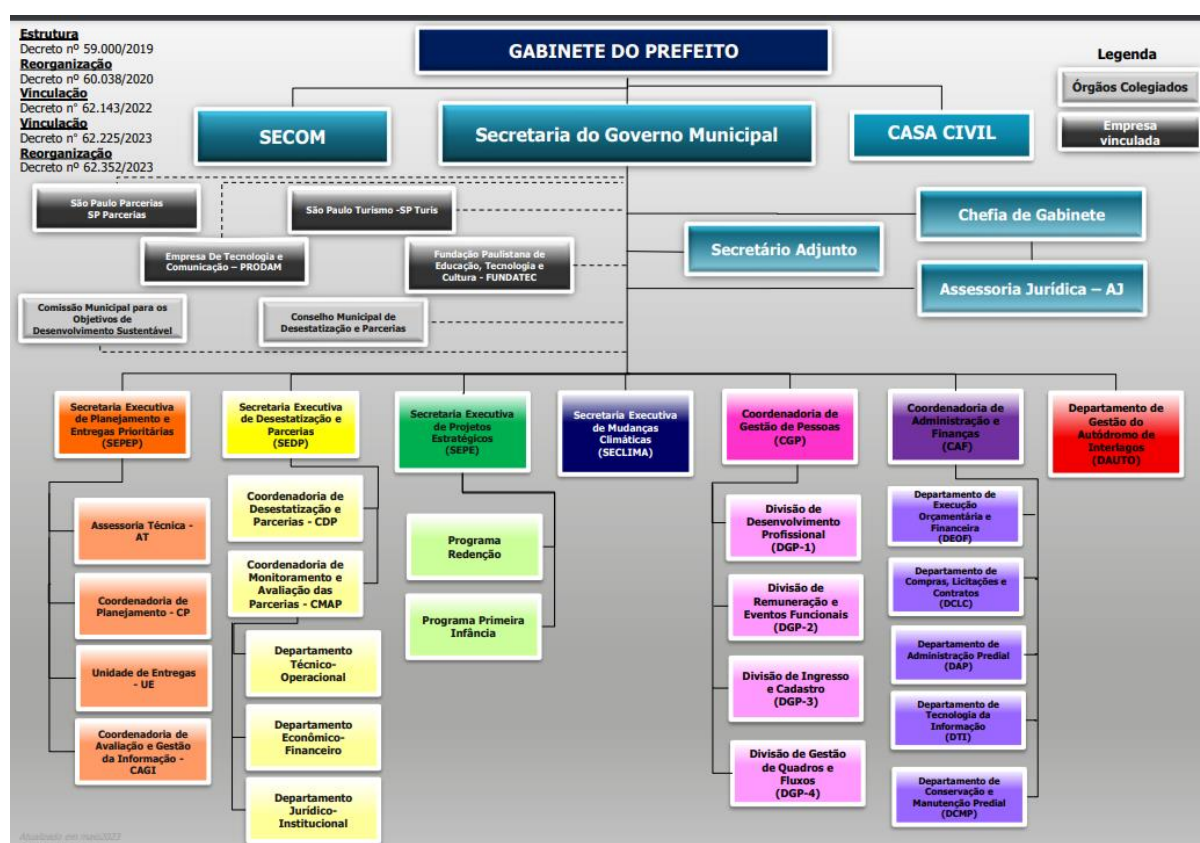 Estrutura
Decreto nº 59.000/2019
Reorganização
Decreto nº 60.038/2020
Vinculação
Decreto n° 62.143/2022
Vinculação
Decreto n° 62.225/2023
Reorganização
Decreto nº 62.352/2023
GABINETE DO PREFEITO
Legenda
Órgãos Colegiados
Empresa
vinculada
SECOM
Secretaria do Governo Municipal
CASA CIVIL
São Paulo Parcerias
SP Parcerias
São Paulo Turismo -SP Turis
Empresa De Tecnologia e
Comunicação – PRODAM
Fundação Paulistana de
Educação, Tecnologia e
Cultura - FUNDATEC
Comissão Municipal para os
Objetivos de
Desenvolvimento Sustentável
Conselho Municipal de
Desestatização e Parcerias
Chefia de Gabinete
Secretário Adjunto
Assessoria Jurídica – AJ
Secretaria Executiva
de Planejamento e
Entregas Prioritárias
(SEPEP)
Secretaria Executiva
de Desestatização e
Parcerias
(SEDP)
Secretaria Executiva
de Projetos
Estratégicos
(SEPE)
Secretaria Executiva
de Mudanças
Climáticas
(SECLIMA)
Coordenadoria de
Gestão de Pessoas
(CGP)
Coordenadoria de
Administração e
Finanças
(CAF)
Departamento de
Gestão do
Autódromo de
Interlagos
(DAUTO)
Assessoria Técnica -
AT
Coordenadoria de
Planejamento - CP
Unidade de Entregas
- UE
Coordenadoria de
Avaliação e Gestão
da Informação -
CAGI
Coordenadoria de
Desestatização e
Parcerias - CDP
Coordenadoria de
Monitoramento e
Avaliação das
Parcerias - CMAP
Departamento
Técnico-
Operacional
Departamento
Econômico-
Financeiro
Departamento
Jurídico-
Institucional
Programa
Redenção
Programa Primeira
Infância
Divisão de
Desenvolvimento
Profissional
(DGP-1)
Divisão de
Remuneração e
Eventos Funcionais
(DGP-2)
Divisão de Ingresso
e Cadastro
(DGP-3)
Divisão de Gestão
de Quadros e
Fluxos
(DGP-4)
Departamento de
Execução
Orçamentária e
Financeira
(DEOF)
Departamento de
Compras, Licitações e
Contratos
(DCLC)
Departamento de
Administração Predial
(DAP)
Departamento de
Tecnologia da
Informação
(DTI)
Departamento de
Conservação e
Manutenção Predial
(DCMP)
Atualizado em maio2023